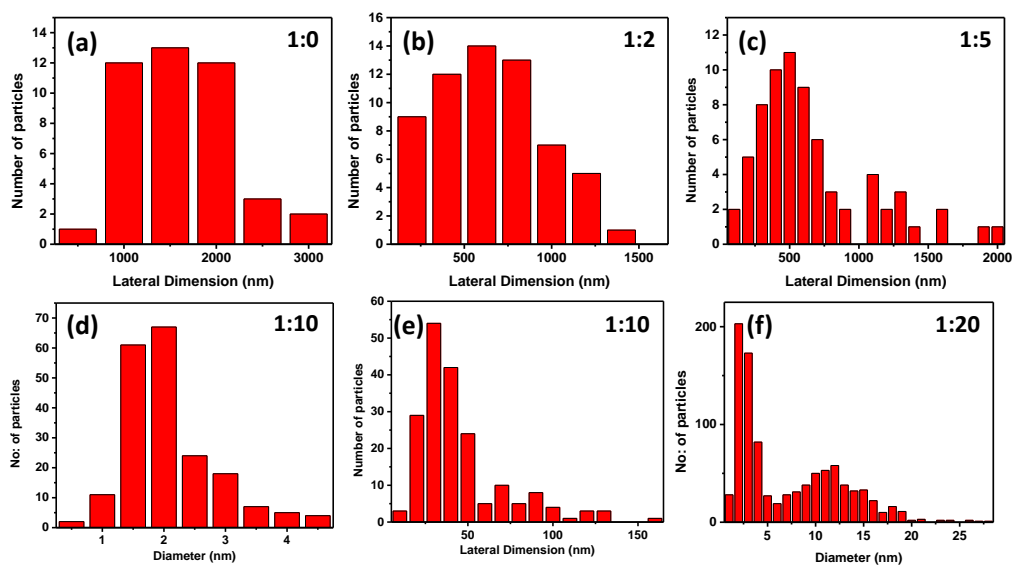 (a) 1:0
Number of particles
14
12
10
8
6
4
2
0
1000 2000 3000
Lateral Dimension (nm)
(b) 1:2
Number of particles
16
14
12
10
8
6
4
2
0
500 1000 1500
Lateral Dimension (nm)
(c) 1:5
Number of particles
12
10
8
6
4
2
0
500 1000 1500 2000
Lateral Dimension (nm)
(d) 1:10
No: of particles
70
60
50
40
30
20
10
0
1 2 3 4
Diameter (nm)
(e) 1:10
Number of particles
60
50
40
30
20
10
0
50 100 150
Lateral Dimension (nm)
(f) 1:20
No: of particles
200
100
50
0
5 10 15 20 25
Diameter (nm)